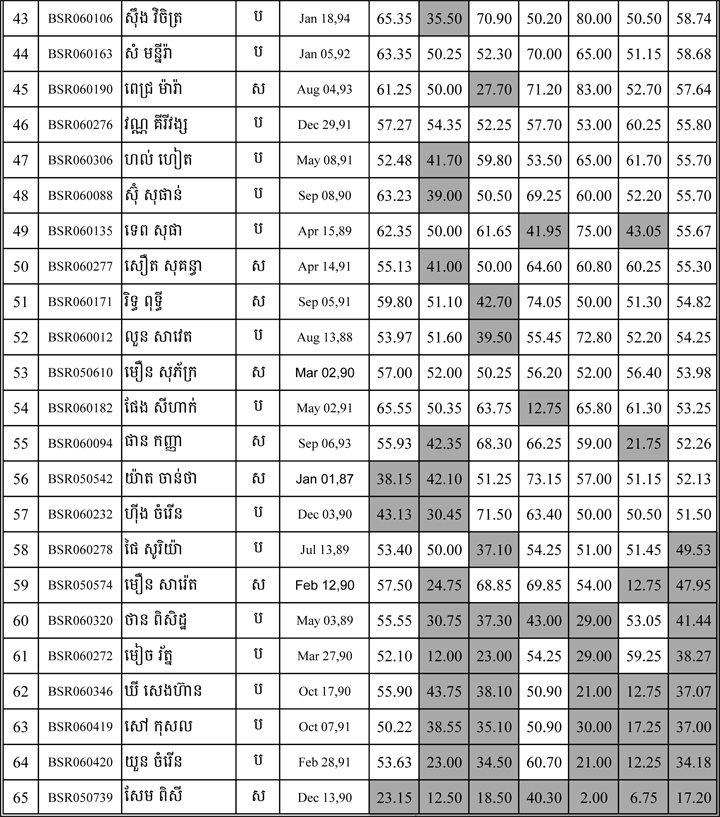 43 BSR060106 ស៊ឹង វិចិត្រ ប Jan 18,94 65.35 35.50 70.90 50.20 80.00 50.50 58.74
44 BSR060163 សំ មន្នីរ៉ា ប Jan 05,92 63.35 50.25 52.30 70.00 65.00 51.15 58.68
45 BSR060190 ពេជ្រ ម៉ារ៉ា ស Aug 04,93 61.25 50.00 27.70 71.20 83.00 52.70 57.64
46 BSR060276 វណ្ណ គីរីវង្ស ប Dec 29,91 57.27 54.35 52.25 57.70 53.00 60.25 55.80
47 BSR060306 ហល់ ហៀត ប May 08,91 52.48 41.70 59.80 53.50 65.00 61.70 55.70
48 BSR060088 ស៊ុំ សុផាន់ ប Sep 08,90 63.23 39.00 50.50 69.25 60.00 52.20 55.70
49 BSR060135 ទេព សុផា ប Apr 15,89 62.35 50.00 61.65 41.95 75.00 43.05 55.67
50 BSR060277 សឿត សុគន្ធា ស Apr 14,91 55.13 41.00 50.00 64.60 60.80 60.25 55.30
51 BSR060171 រិទ្ធ ពុទ្ធី ស Sep 05,91 59.80 51.10 42.70 74.05 50.00 51.30 54.82
52 BSR060012 លួន សាវេត ប Aug 13,88 53.97 51.60 39.50 55.45 72.80 52.20 54.25
53 BSR050610 មឿន សុភ័ក្រ ស Mar 02,90 57.00 52.00 50.25 56.20 52.00 56.40 53.98
54 BSR060182 ផែង សីហាក់ ប May 02,91 65.55 50.35 63.75 12.75 65.80 61.30 53.25
55 BSR060094 ផាន កញ្ញា ស Sep 06,93 55.93 42.35 68.30 66.25 59.00 21.75 52.26
56 BSR050542 យ៉ាត ចាន់ថា ស Jan 01,87 38.15 42.10 51.25 73.15 57.00 51.15 52.13
57 BSR060232 ហ៊ីង ចំរើន ប Dec 03,90 43.13 30.45 71.50 63.40 50.00 50.50 51.50
58 BSR060278 ផៃ សូរិយ៉ា ប Jul 13,89 53.40 50.00 37.10 54.25 51.00 51.45 49.53
59 BSR050574 មឿន សារ៉េត ស Feb 12,90 57.50 24.75 68.85 69.85 54.00 12.75 47.95
60 BSR060320 ថាន ពិសិដ្ឋ ប May 03,89 55.55 30.75 37.30 43.00 29.00 53.05 41.44
61 BSR060272 មៀច រ័ត្ន ប Mar 27,90 52.10 12.00 23.00 54.25 29.00 59.25 38.27
62 BSR060346 ឃី សេងហ៊ាន ប Oct 17,90 55.90 43.75 38.10 50.90 21.00 12.75 37.07
63 BSR060419 សៅ កុសល ប Oct 07,91 50.22 38.55 35.10 50.90 30.00 17.25 37.00
64 BSR060420 យួន ចំរើន ប Feb 28,91 53.63 23.00 34.50 60.70 21.00 12.25 34.18
65 BSR050739 សែម ពិសី ស Dec 13,90 23.15 12.50 18.50 40.30 2.00 6.75 17.20